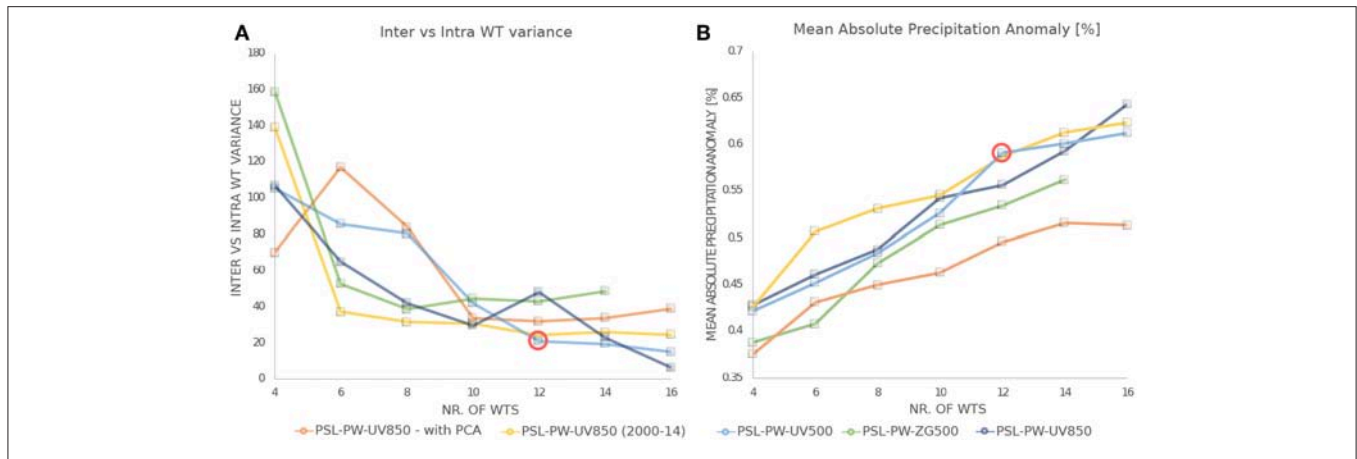 A
Inter vs Intra WT variance
INTER VS INTRA WT VARIANCE
180
160
140
120
100
80
60
40
20
0
4
6
8
10
12
14
16
NR. OF WTS
B
Mean Absolute Precipitation Anomaly [%]
MEAN ABSOLUTE PRECIPITATION ANOMALY [%]
0.7
0.65
0.6
0.55
0.5
0.45
0.4
0.35
4
6
8
10
12
14
16
NR. OF WTS
PSL-PW-UV850 - with PCA
PSL-PW-UV850 (2000-14)
PSL-PW-UV500
PSL-PW-ZG500
PSL-PW-UV850